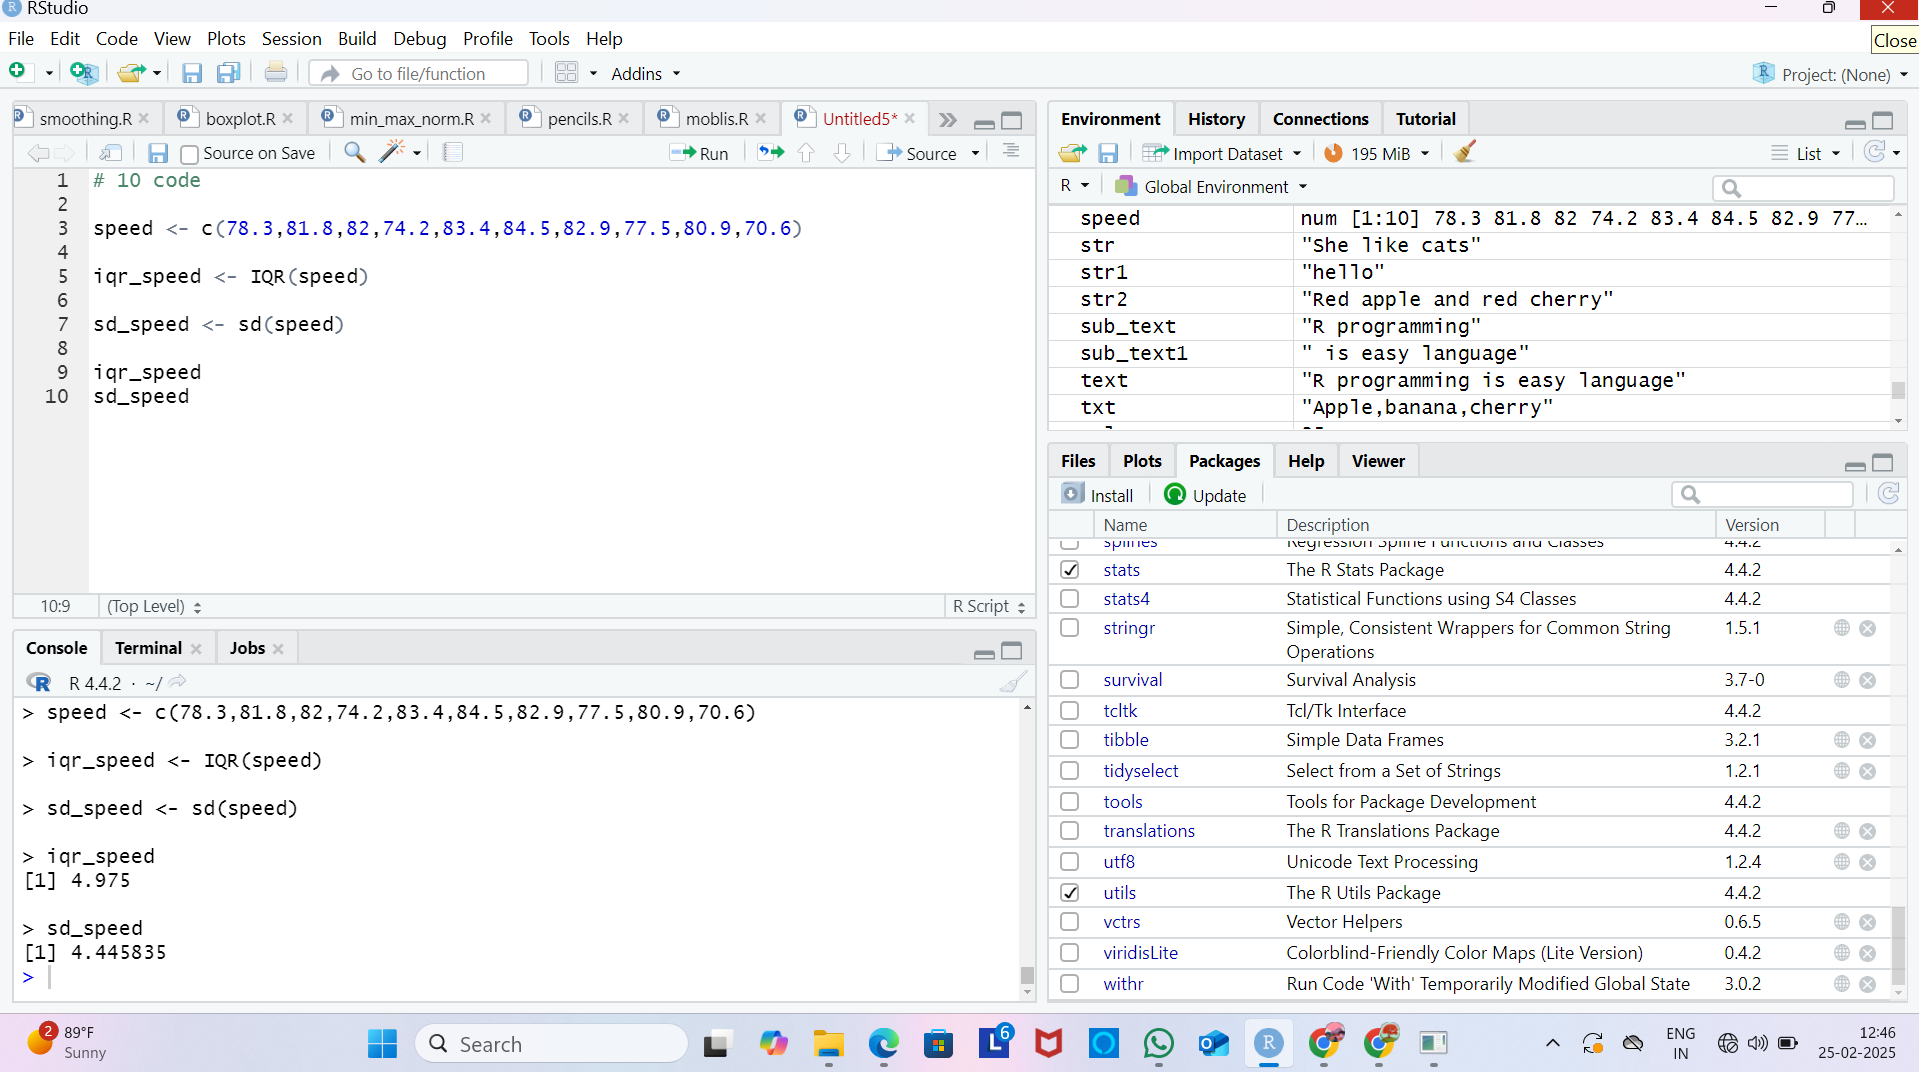 RStudio
File Edit Code View Plots Session Build Debug Profile Tools Help
Close
Go to file/function Addins
Project: (None)
smoothing.R boxplot.R min_max_norm.R pencils.R moblis.R Untitled5*
Source on Save Run Source
1 # 10 code
2
3 speed <- c(78.3,81.8,82,74.2,83.4,84.5,82.9,77.5,80.9,70.6)
4
5 iqr_speed <- IQR(speed)
6
7 sd_speed <- sd(speed)
8
9 iqr_speed
10 sd_speed
10:9 (Top Level) R Script
Console Terminal Jobs
R 4.4.2 · ~/
> speed <- c(78.3,81.8,82,74.2,83.4,84.5,82.9,77.5,80.9,70.6)
> iqr_speed <- IQR(speed)
> sd_speed <- sd(speed)
> iqr_speed
[1] 4.975
> sd_speed
[1] 4.445835
>
Environment History Connections Tutorial
Import Dataset 195 MiB List
R Global Environment
speed num [1:10] 78.3 81.8 82 74.2 83.4 84.5 82.9 77…
str "She like cats"
str1 "hello"
str2 "Red apple and red cherry"
sub_text "R programming"
sub_text1 " is easy language"
text "R programming is easy language"
txt "Apple,banana,cherry"
Files Plots Packages Help Viewer
Install Update
Name Description Version
splines Regression Spline Functions and Classes 4.4.2
stats The R Stats Package 4.4.2
stats4 Statistical Functions using S4 Classes 4.4.2
stringr Simple, Consistent Wrappers for Common String 1.5.1
Operations
survival Survival Analysis 3.7-0
tcltk Tcl/Tk Interface 4.4.2
tibble Simple Data Frames 3.2.1
tidyselect Select from a Set of Strings 1.2.1
tools Tools for Package Development 4.4.2
translations The R Translations Package 4.4.2
utf8 Unicode Text Processing 1.2.4
utils The R Utils Package 4.4.2
vctrs Vector Helpers 0.6.5
viridisLite Colorblind-Friendly Color Maps (Lite Version) 0.4.2
withr Run Code 'With' Temporarily Modified Global State 3.0.2
2
89°F
Sunny
Search
6
ENG
IN
12:46
25-02-2025